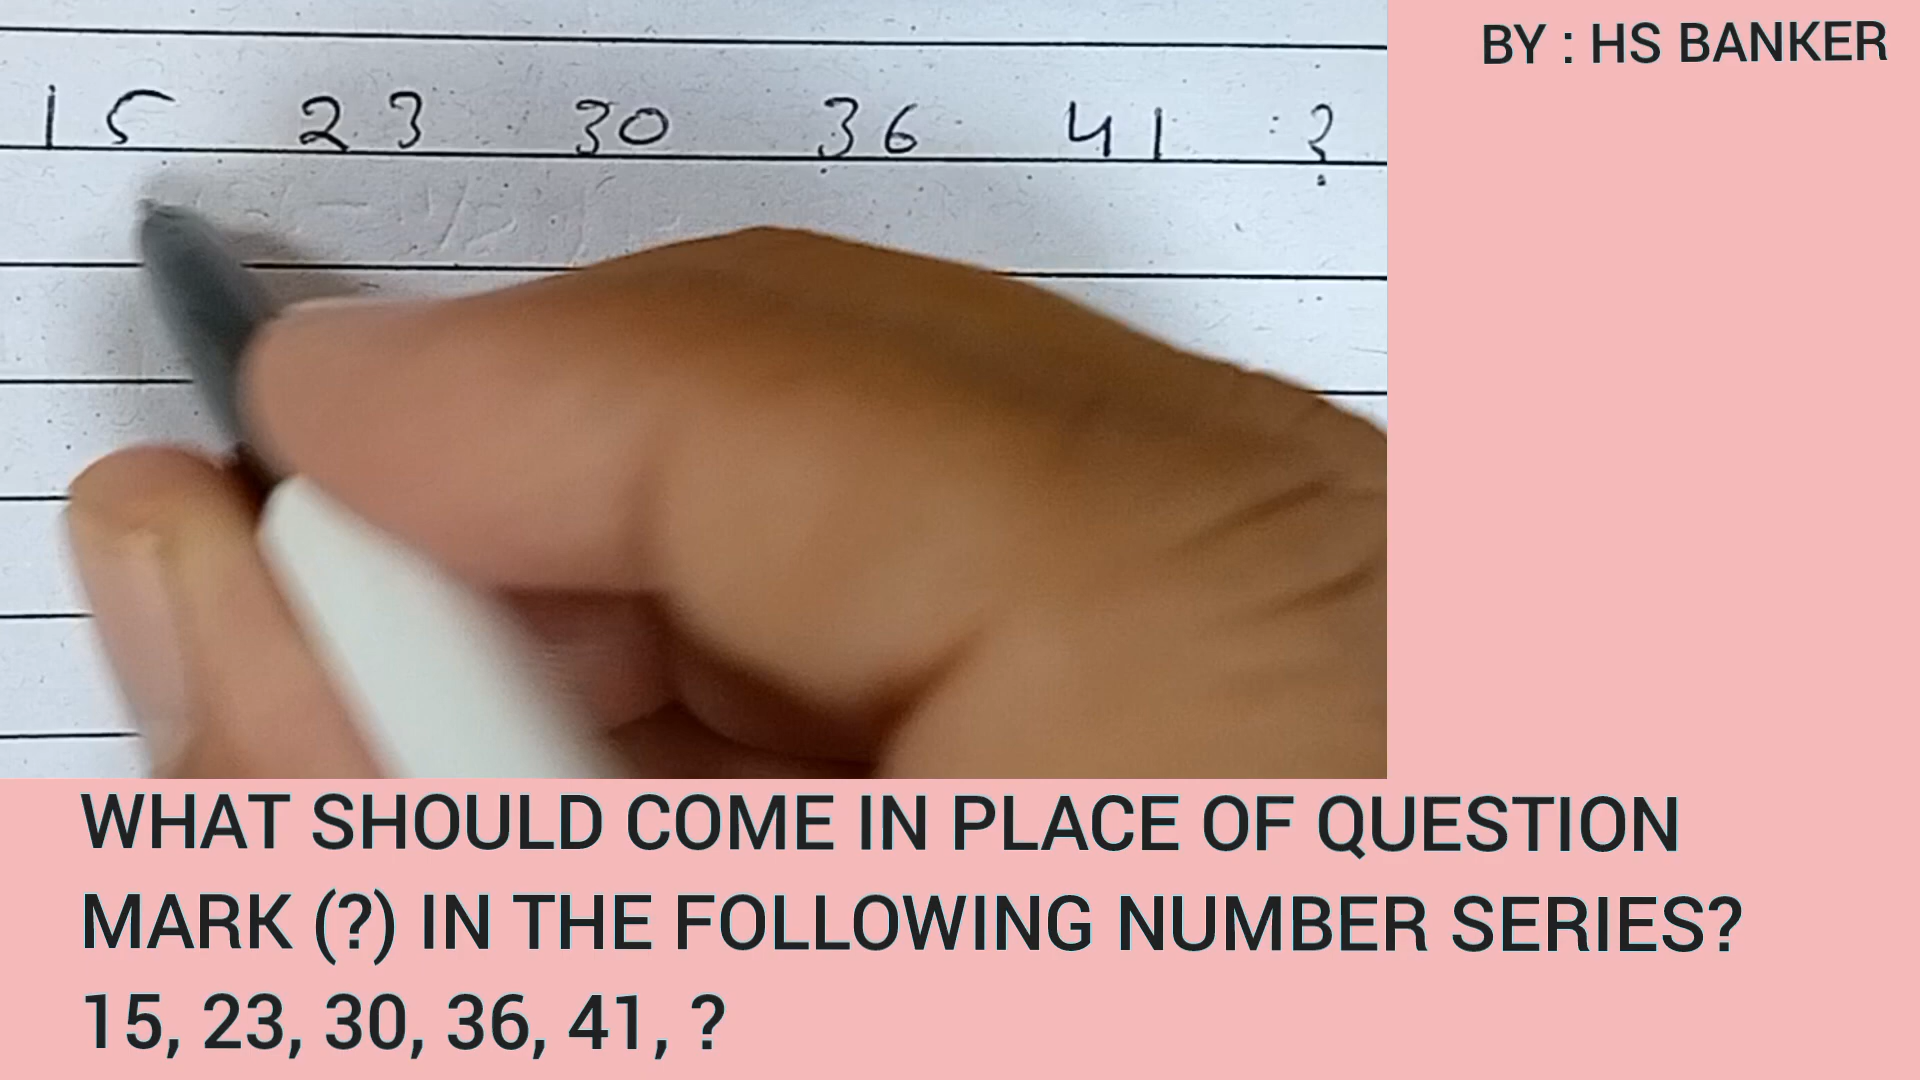 BY : HS BANKER
15 23 30 36 41 ?
WHAT SHOULD COME IN PLACE OF QUESTION
MARK (?) IN THE FOLLOWING NUMBER SERIES?
15, 23, 30, 36, 41, ?